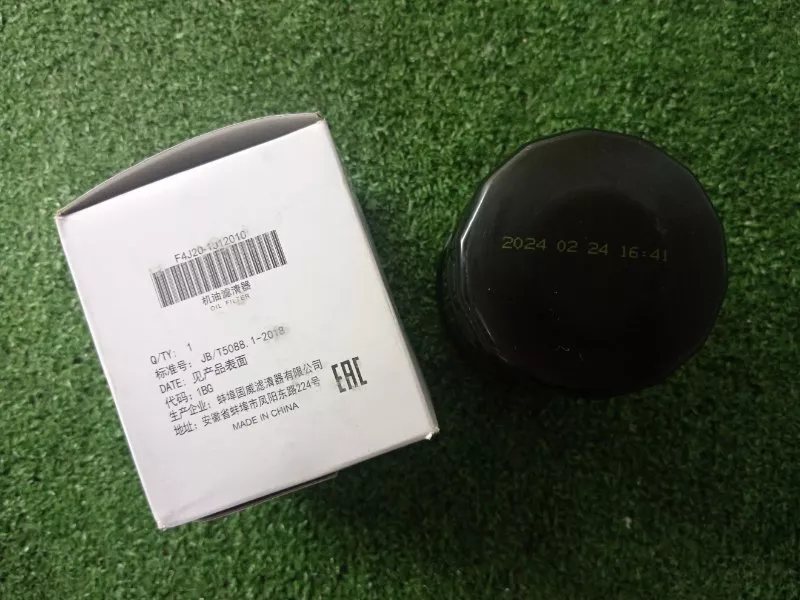 F4J20-1012010
机油滤清器
OIL FILTER
Q/TY: 1
标准号: JB/T5088.1-2018
DATE: 见产品表面
代码: 1BG
生产企业: 蚌埠国威滤清器有限公司
地址: 安徽省蚌埠市凤阳东路224号
MADE IN CHINA
EAC
2024 02 24 16:41